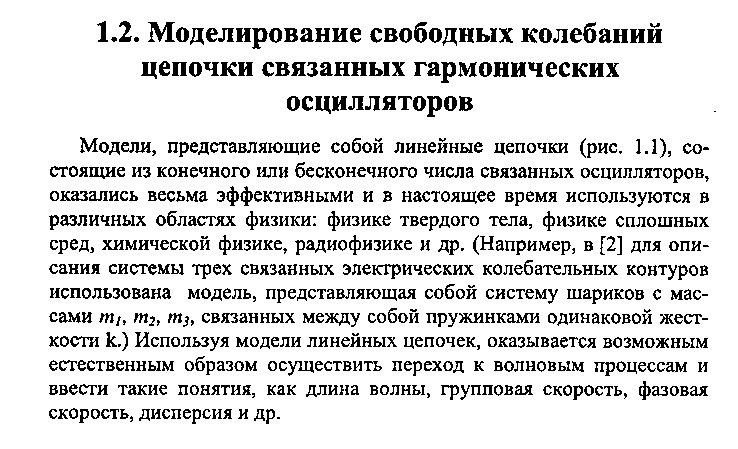 1.2. Моделирование свободных колебаний
цепочки связанных гармонических
осцилляторов
Модели, представляющие собой линейные цепочки (рис. 1.1), со-
стоящие из конечного или бесконечного числа связанных осцилляторов,
оказались весьма эффективными и в настоящее время используются в
различных областях физики: физике твердого тела, физике сплошных
сред, химической физике, радиофизике и др. (Например, в [2] для опи-
сания системы трех связанных электрических колебательных контуров
использована модель, представляющая собой систему шариков с мас-
сами m₁, m₂, m₃, связанных между собой пружинками одинаковой жест-
кости k.) Используя модели линейных цепочек, оказывается возможным
естественным образом осуществить переход к волновым процессам и
ввести такие понятия, как длина волны, групповая скорость, фазовая
скорость, дисперсия и др.